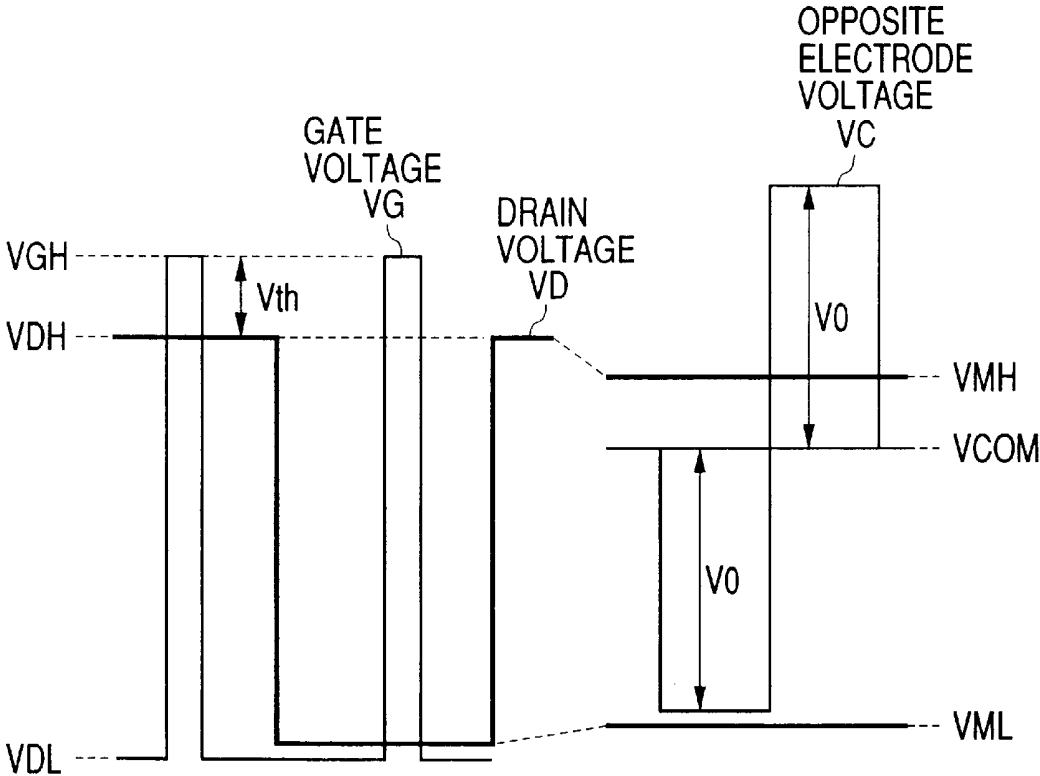 OPPOSITE
ELECTRODE
VOLTAGE
VC
GATE
VOLTAGE
VG
DRAIN
VOLTAGE
VD
VGH
Vth
VDH
V0
VMH
VCOM
V0
VML
VDL